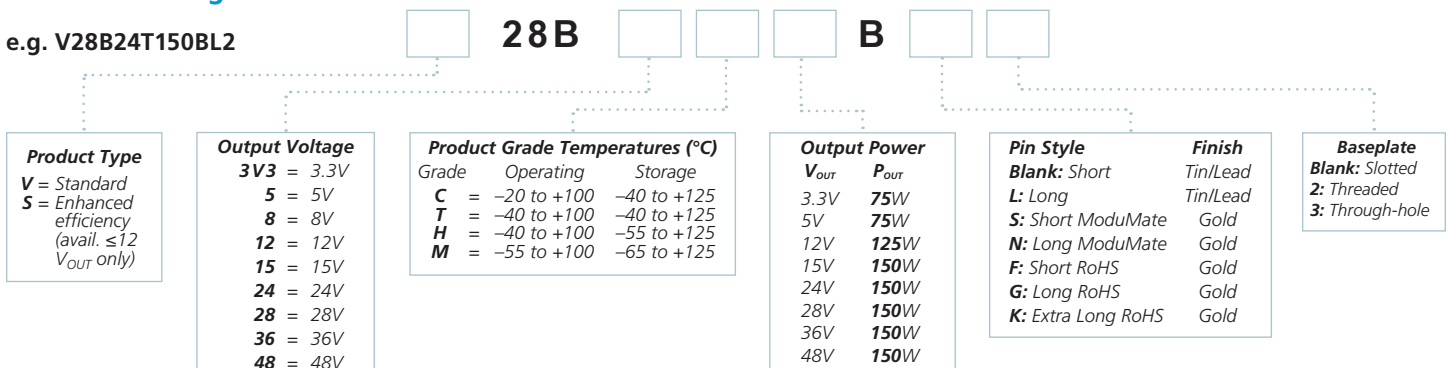 e.g. V28B24T150BL2
28B B
Product Type
V = Standard
S = Enhanced
efficiency
(avail. ≤12
VOUT only)
Output Voltage
3V3 = 3.3V
5 = 5V
8 = 8V
12 = 12V
15 = 15V
24 = 24V
28 = 28V
36 = 36V
48 = 48V
Product Grade Temperatures (°C)
Grade Operating Storage
C = –20 to +100 –40 to +125
T = –40 to +100 –40 to +125
H = –40 to +100 –55 to +125
M = –55 to +100 –65 to +125
Output Power
VOUT POUT
3.3V 75W
5V 75W
12V 125W
15V 150W
24V 150W
28V 150W
36V 150W
48V 150W
Pin Style Finish
Blank: Short Tin/Lead
L: Long Tin/Lead
S: Short ModuMate Gold
N: Long ModuMate Gold
F: Short RoHS Gold
G: Long RoHS Gold
K: Extra Long RoHS Gold
Baseplate
Blank: Slotted
2: Threaded
3: Through-hole